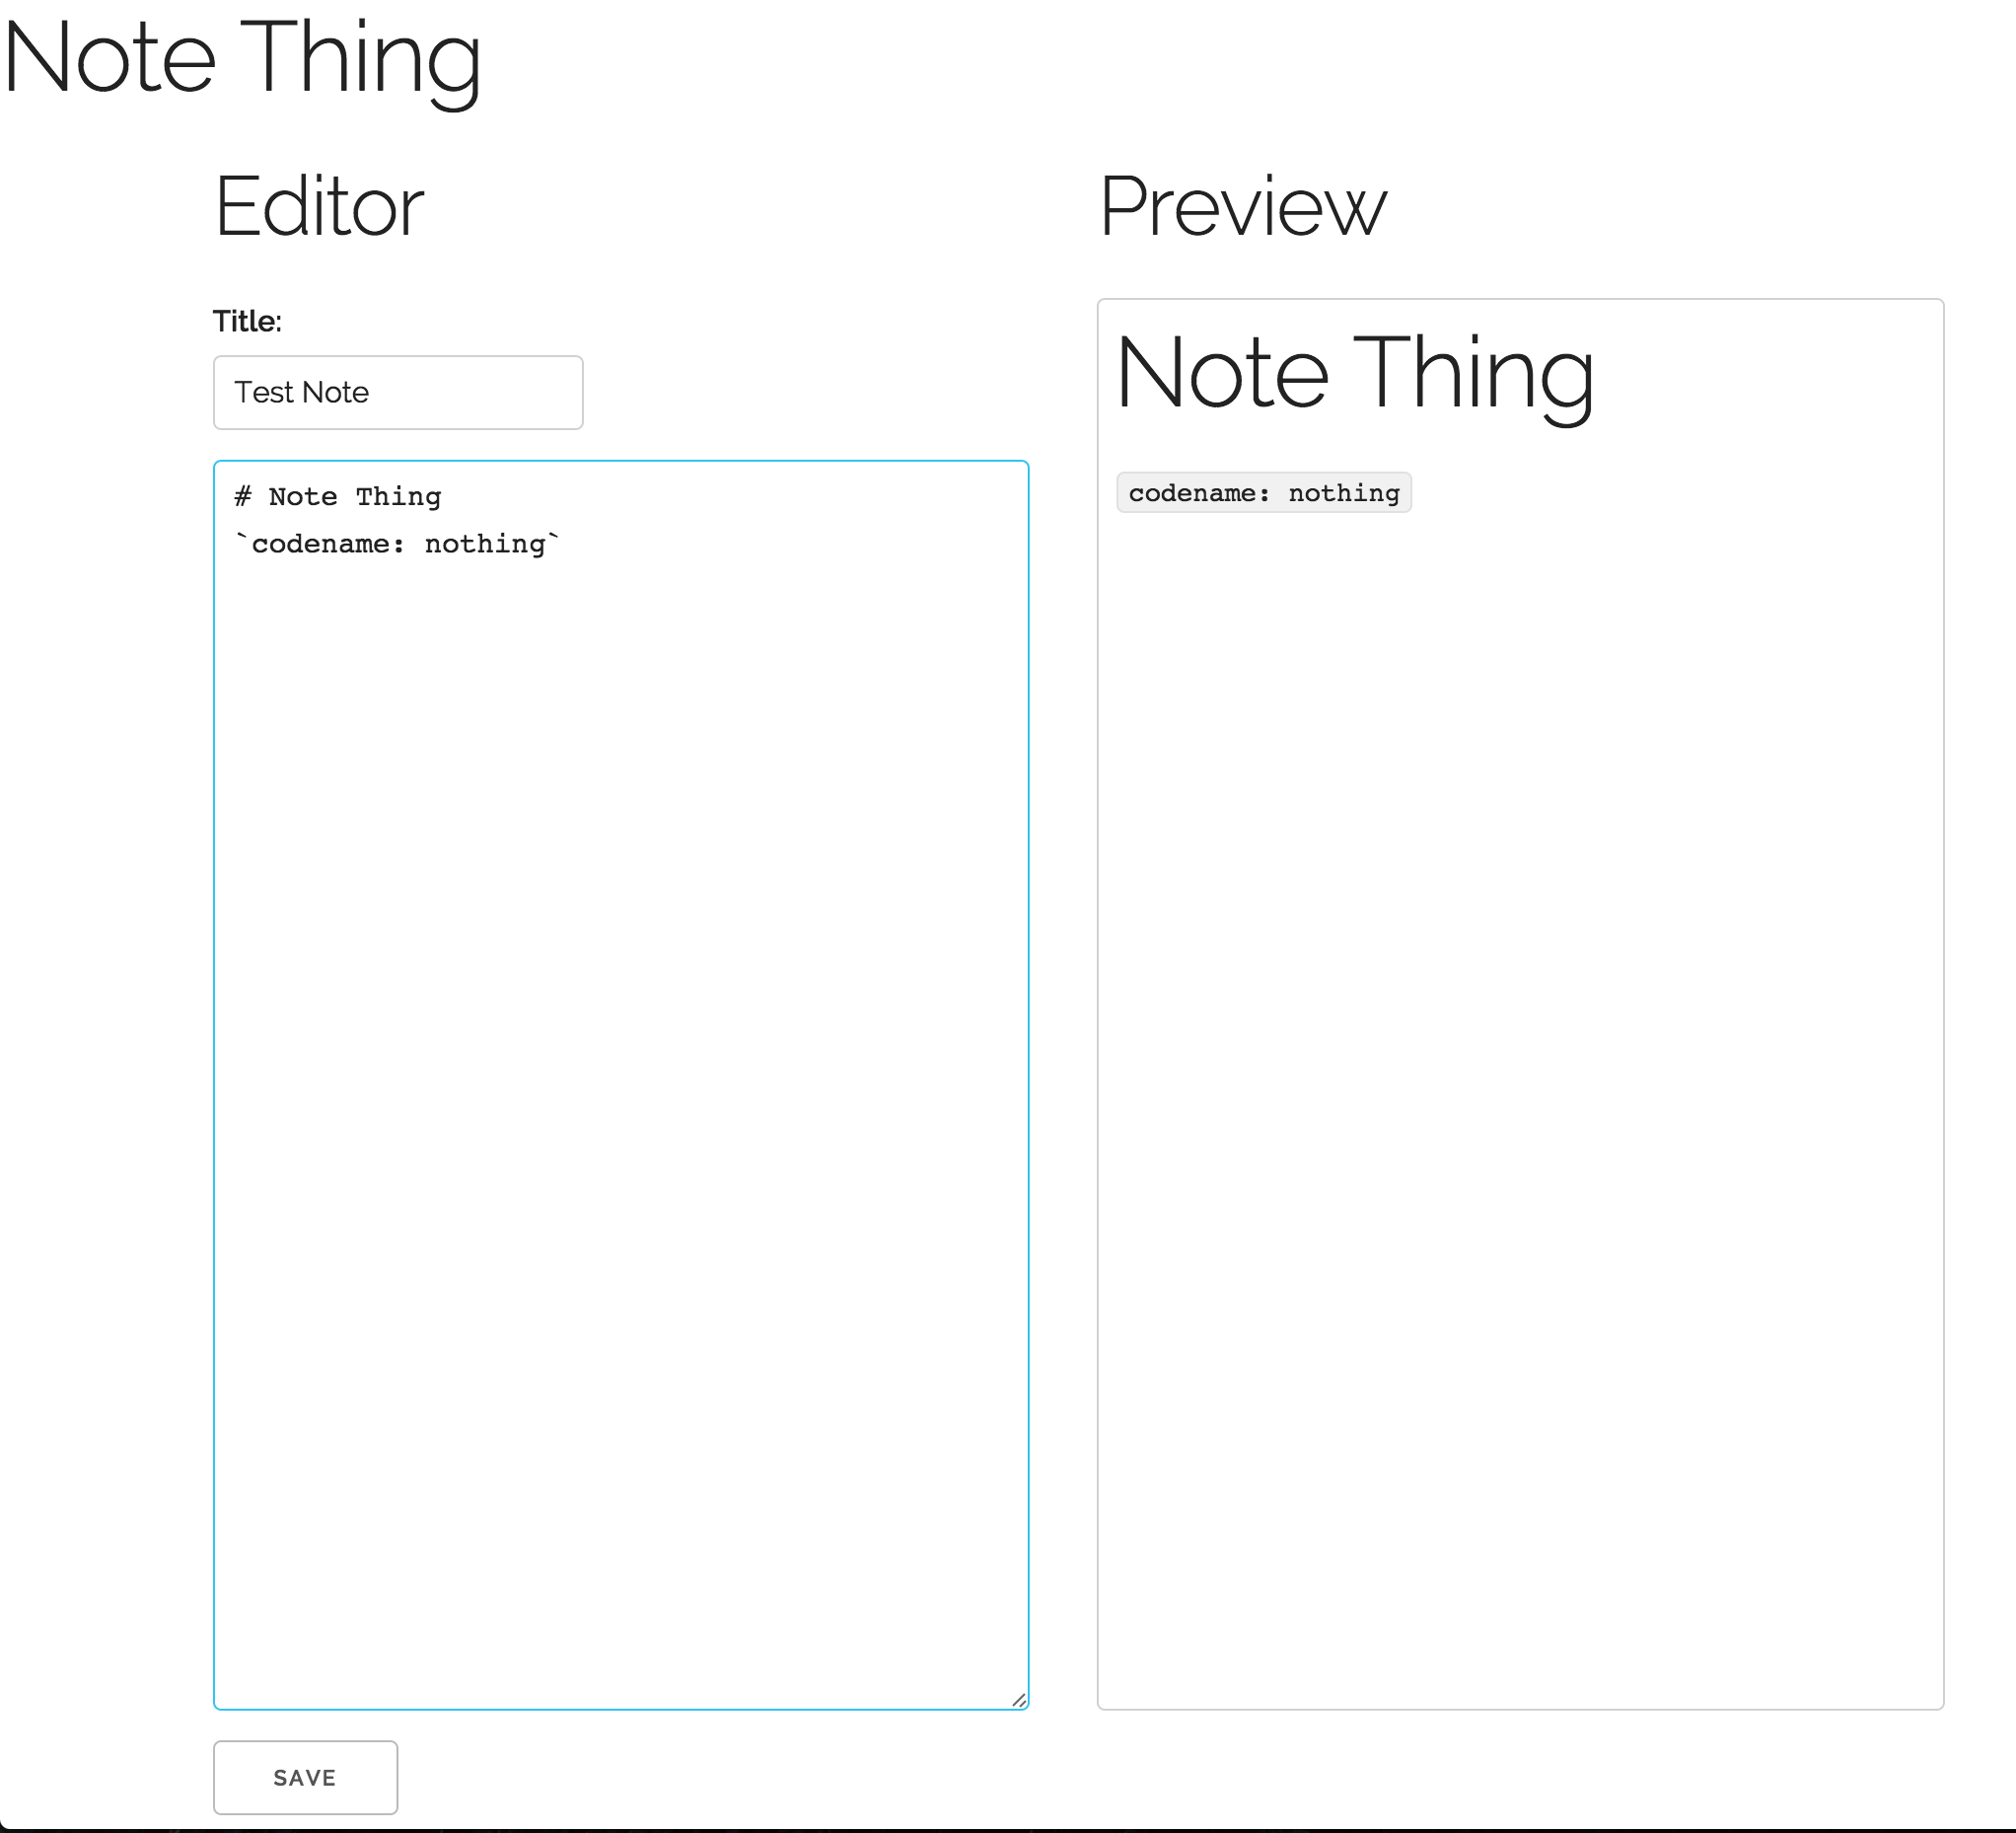 Note Thing
Editor
Title:
Test Note
# Note Thing
`codename: nothing`
SAVE
Preview
Note Thing
codename: nothing